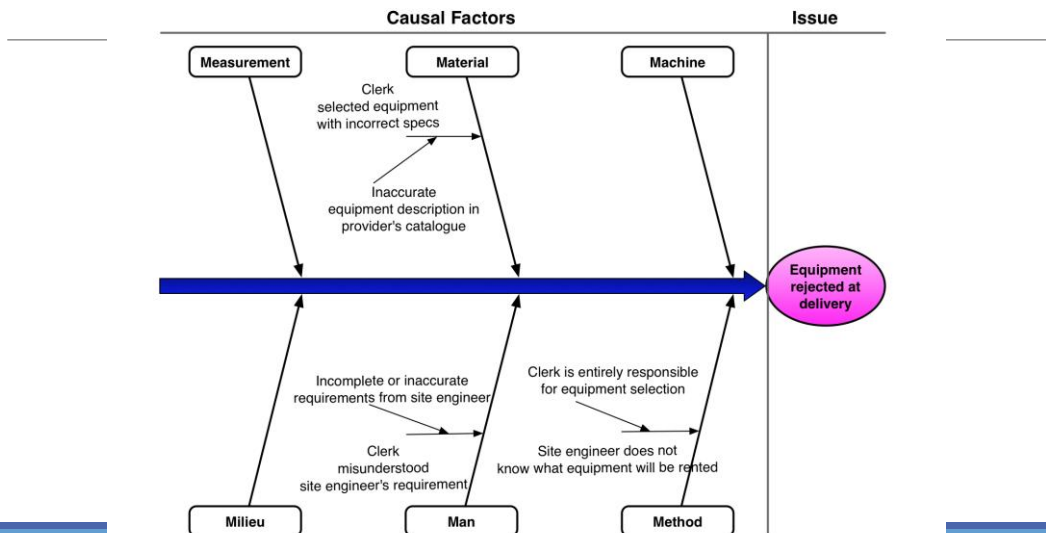 Causal Factors
Issue
Measurement
Material
Machine
Clerk
selected equipment
with incorrect specs
Inaccurate
equipment description in
provider's catalogue
Equipment
rejected at
delivery
Incomplete or inaccurate
requirements from site engineer
Clerk
misunderstood
site engineer's requirement
Clerk is entirely responsible
for equipment selection
Site engineer does not
know what equipment will be rented
Milieu
Man
Method